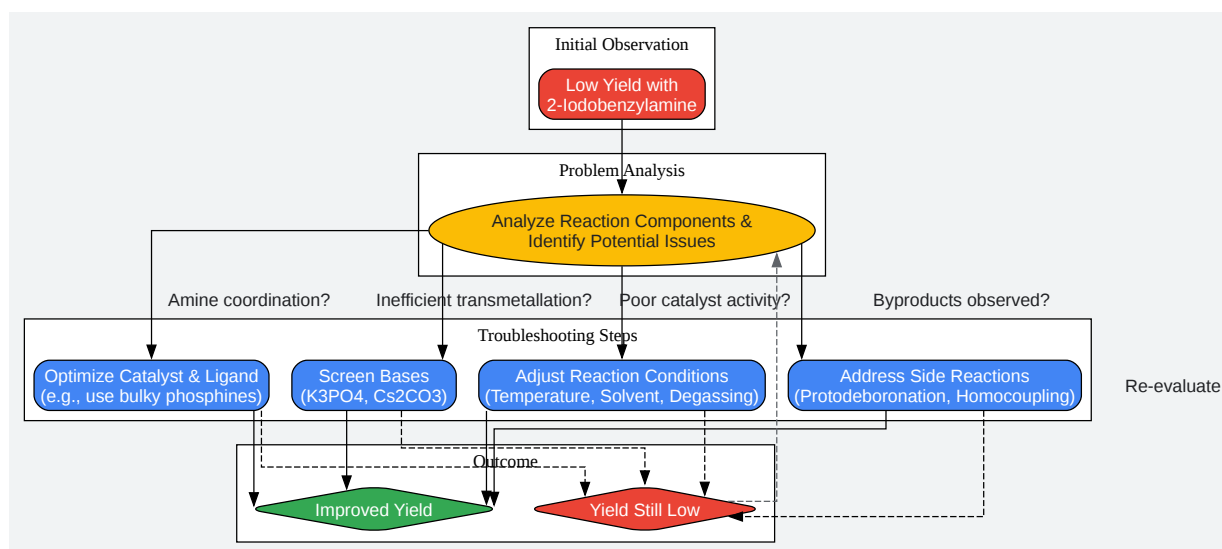 Initial Observation
Low Yield with
2-Iodobenzylamine
Problem Analysis
Analyze Reaction Components &
Identify Potential Issues
Amine coordination?
Inefficient transmetallation?
Poor catalyst activity?
Byproducts observed?
Troubleshooting Steps
Optimize Catalyst & Ligand
(e.g., use bulky phosphines)
Screen Bases
(K3PO4, Cs2CO3)
Adjust Reaction Conditions
(Temperature, Solvent, Degassing)
Address Side Reactions
(Protodeboronation, Homocoupling)
Re-evaluate
Outcome
Improved Yield
Yield Still Low